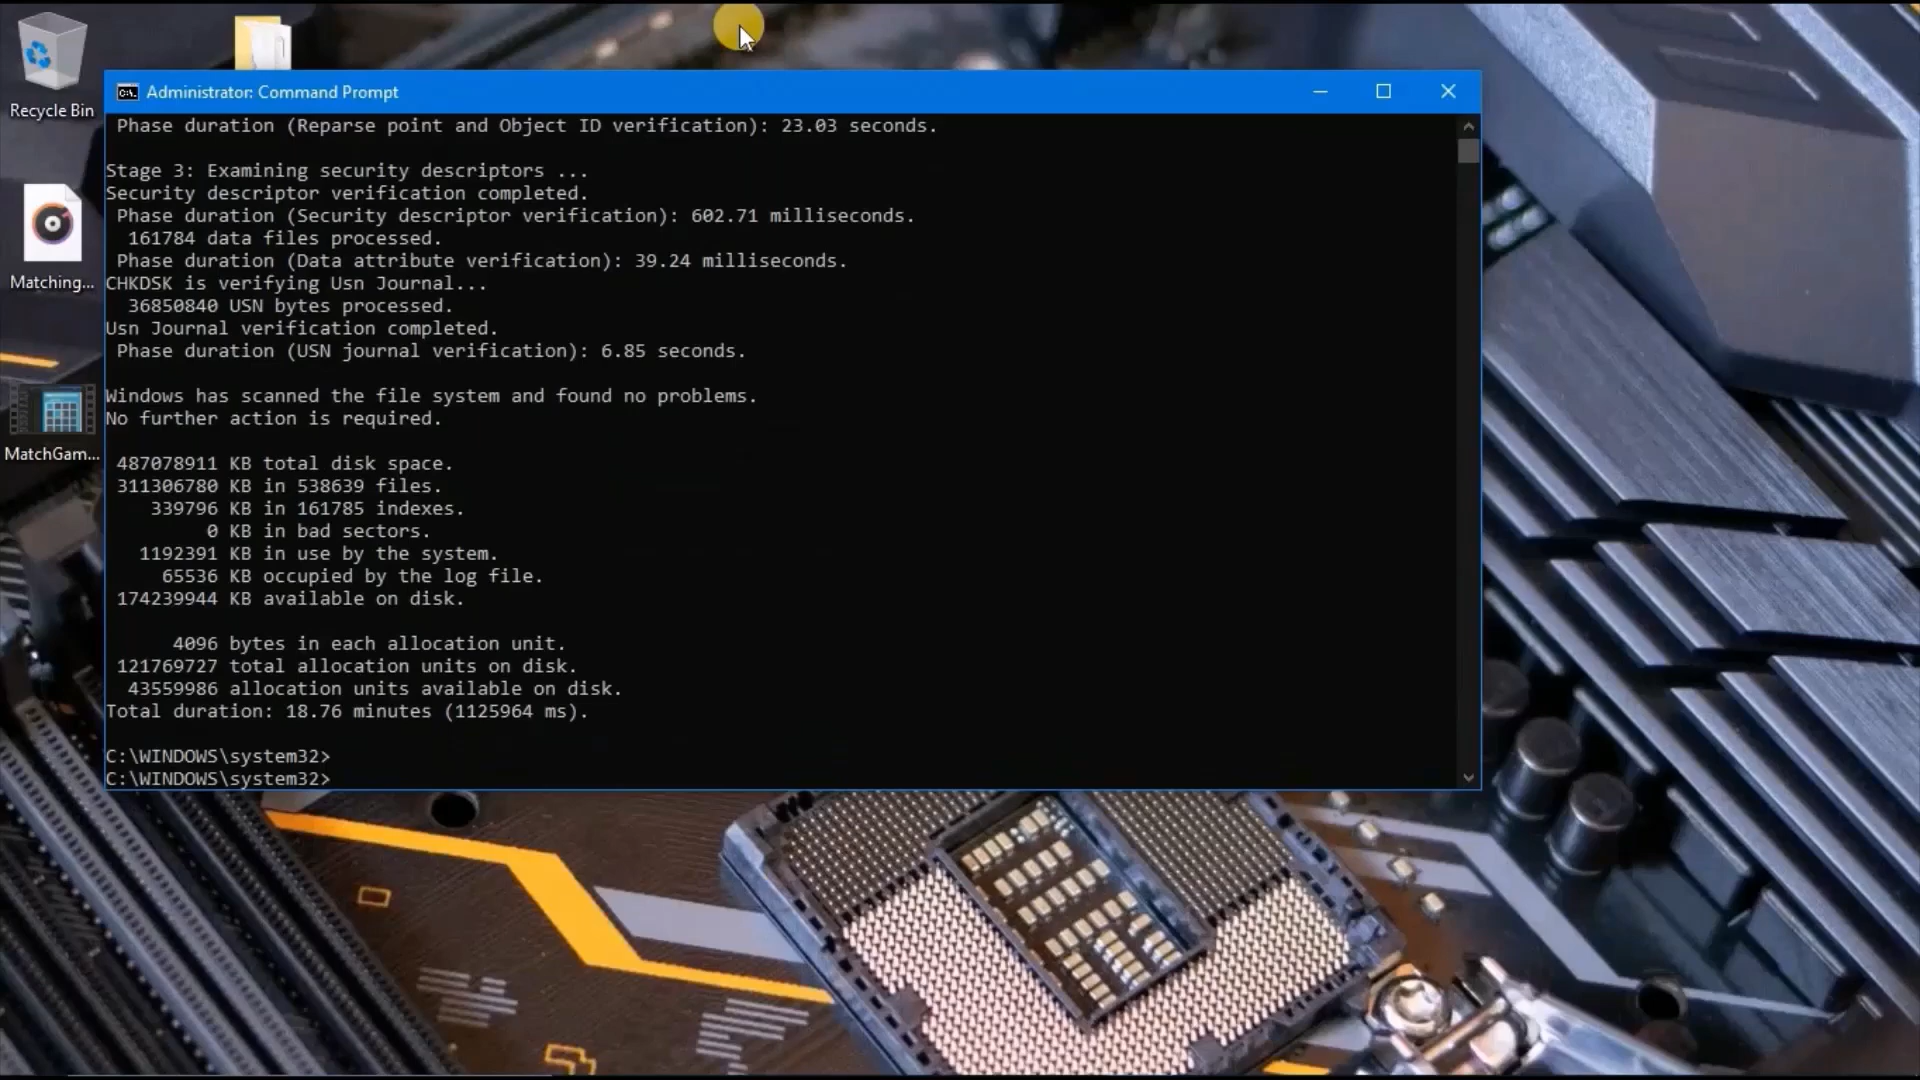 Recycle Bin
Matching...
MatchGam...
Administrator: Command Prompt
Phase duration (Reparse point and Object ID verification): 23.03 seconds.
Stage 3: Examining security descriptors ...
Security descriptor verification completed.
Phase duration (Security descriptor verification): 602.71 milliseconds.
161784 data files processed.
Phase duration (Data attribute verification): 39.24 milliseconds.
CHKDSK is verifying Usn Journal...
36850840 USN bytes processed.
Usn Journal verification completed.
Phase duration (USN journal verification): 6.85 seconds.
Windows has scanned the file system and found no problems.
No further action is required.
487078911 KB total disk space.
311306780 KB in 538639 files.
339796 KB in 161785 indexes.
0 KB in bad sectors.
1192391 KB in use by the system.
65536 KB occupied by the log file.
174239944 KB available on disk.
4096 bytes in each allocation unit.
121769727 total allocation units on disk.
43559986 allocation units available on disk.
Total duration: 18.76 minutes (1125964 ms).
C:\WINDOWS\system32>
C:\WINDOWS\system32>